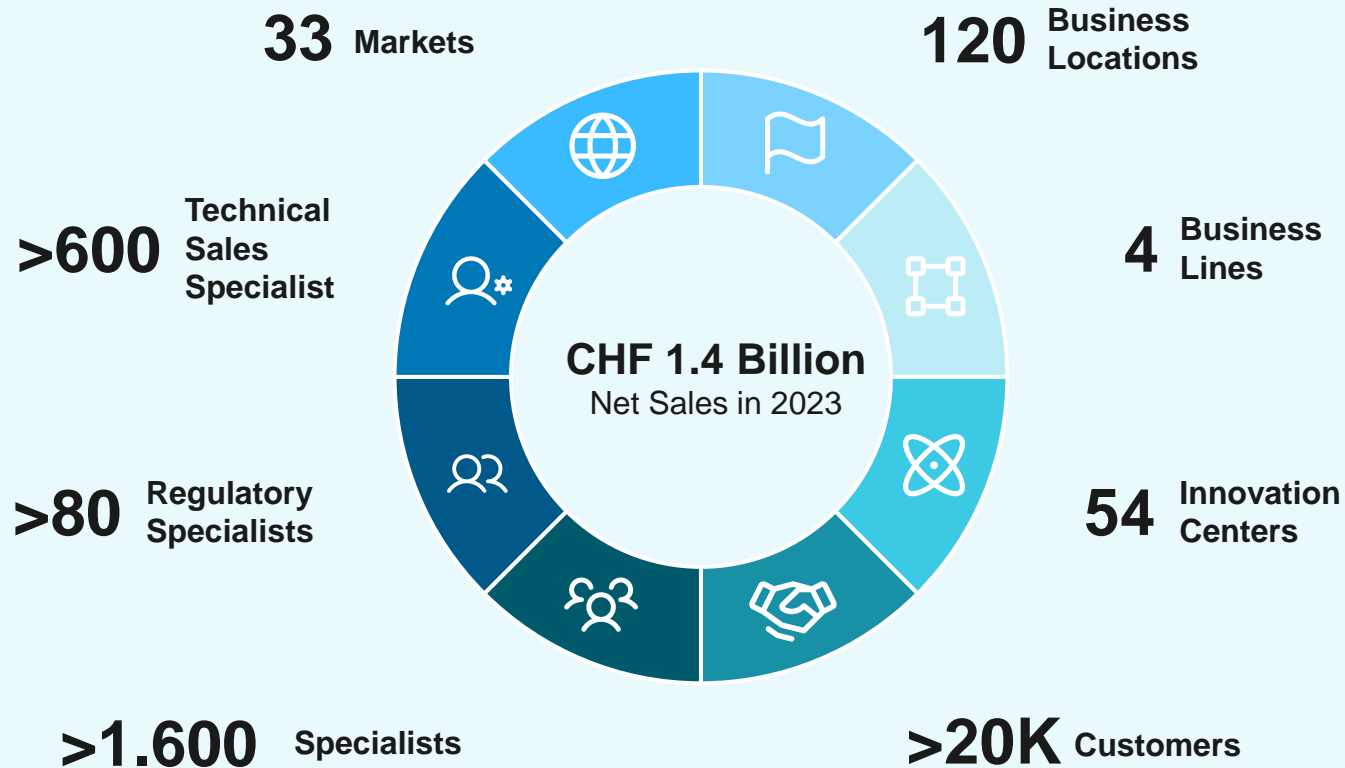 33 Markets
120 Business
Locations
>600 Technical
Sales
Specialist
4 Business
Lines
CHF 1.4 Billion
Net Sales in 2023
>80 Regulatory
Specialists
54 Innovation
Centers
>1.600 Specialists
>20K Customers